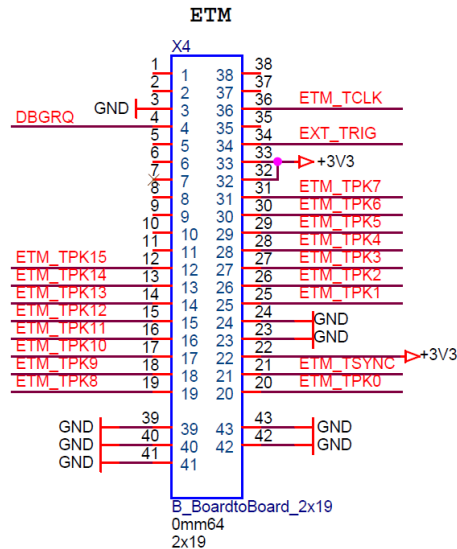 ETM
X4
1 1 38 38
2 2 37 37
GND 3 3 36 36 ETM_TCLK
DBGRQ 4 4 35 35
5 5 34 34 EXT_TRIG
6 6 33 33 +3V3
7 7 32 32
8 8 31 31 ETM_TPK7
9 9 30 30 ETM_TPK6
10 10 29 29 ETM_TPK5
11 11 28 28 ETM_TPK4
ETM_TPK15 12 12 27 27 ETM_TPK3
ETM_TPK14 13 13 26 26 ETM_TPK2
ETM_TPK13 14 14 25 25 ETM_TPK1
ETM_TPK12 15 15 24 24 GND
ETM_TPK11 16 16 23 23 GND
ETM_TPK10 17 17 22 22 +3V3
ETM_TPK9 18 18 21 21 ETM_TSYNC
ETM_TPK8 19 19 20 20 ETM_TPK0
GND 39 39 43 43 GND
GND 40 40 42 42 GND
GND 41 41
B_BoardtoBoard_2x19
0mm64
2x19